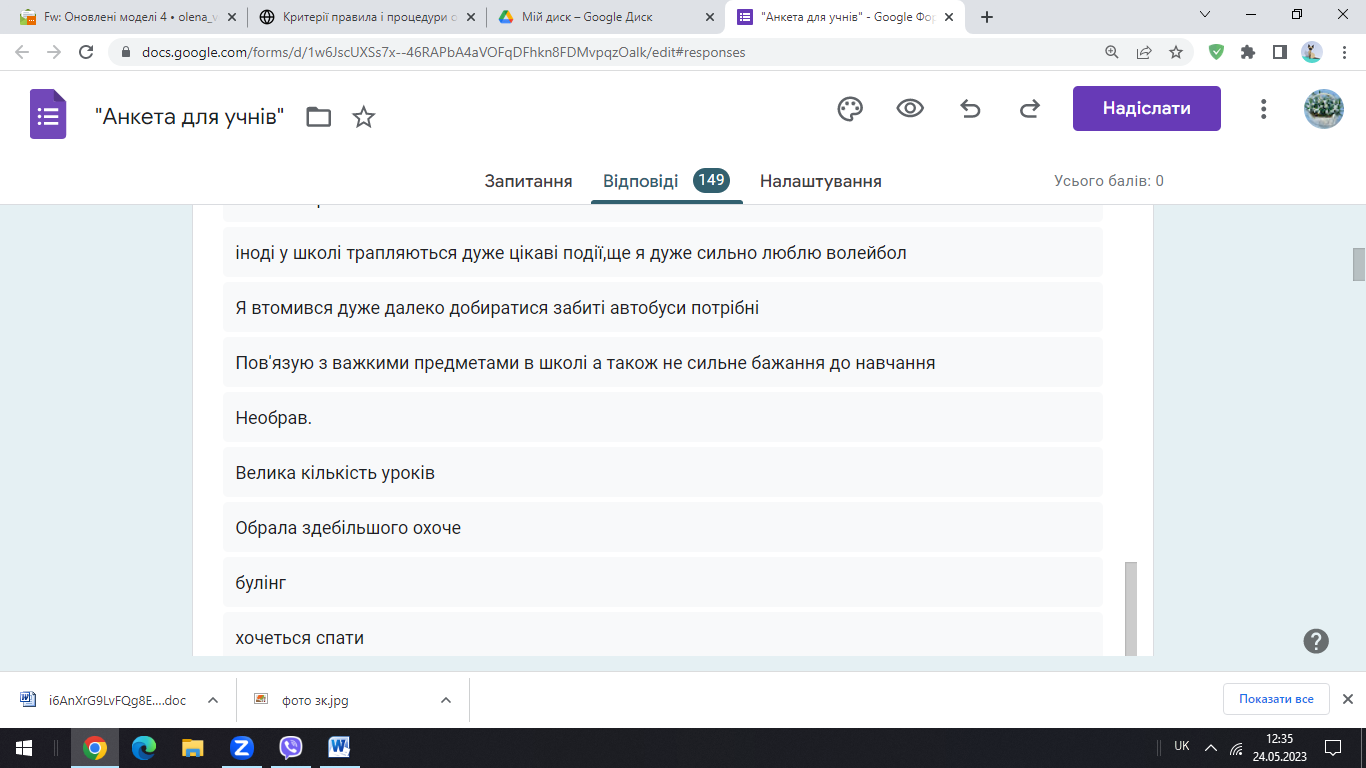 Fw: Оновлені моделі 4 • olena_v
Критерії правила і процедури о
Мій диск – Google Диск
"Анкета для учнів" - Google Фор
docs.google.com/forms/d/1w6JscUXSs7x--46RAPbA4aVOFqDFhkn8FDMvpqzOaIk/edit#responses
"Анкета для учнів"
Надіслати
Запитання
Відповіді 149
Налаштування
Усього балів: 0
іноді у школі трапляються дуже цікаві події,ще я дуже сильно люблю волейбол
Я втомився дуже далеко добиратися забиті автобуси потрібні
Пов'язую з важкими предметами в школі а також не сильне бажання до навчання
Необрав.
Велика кількість уроків
Обрала здебільшого охоче
булінг
хочеться спати
i6AnXrG9LvFQg8E....doc
фото зк.jpg
Показати все
UK
12:35
24.05.2023